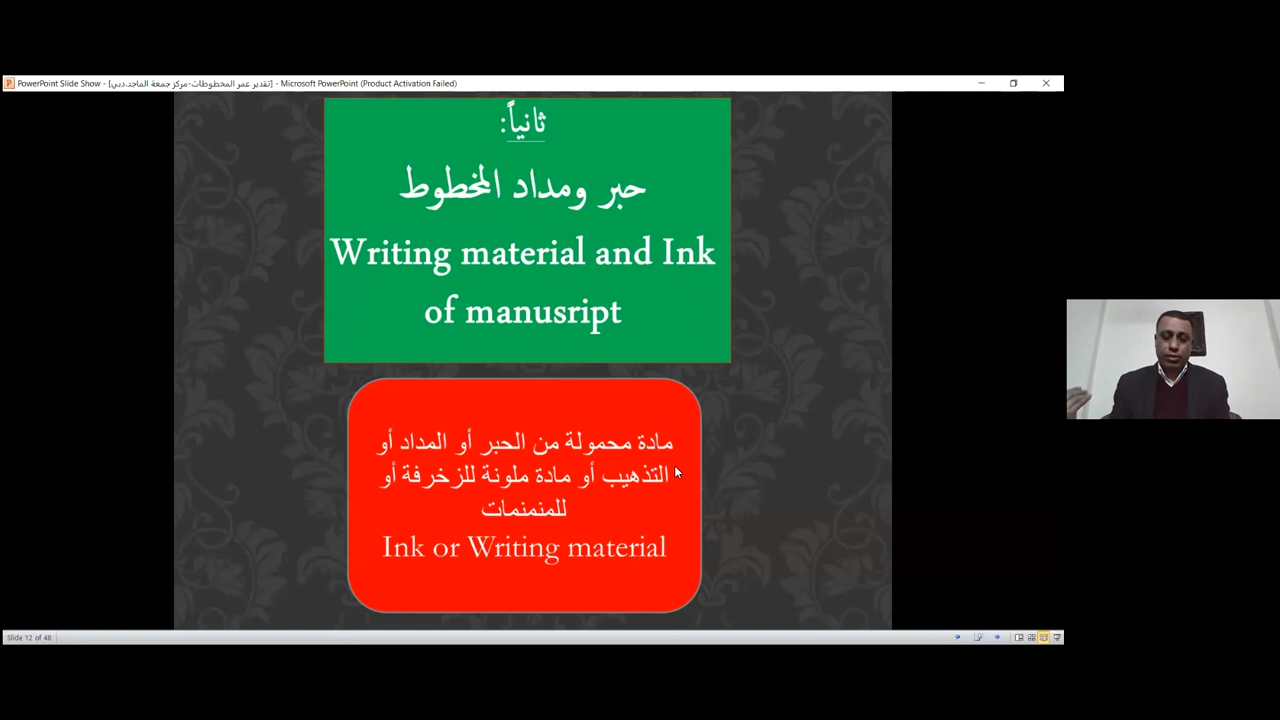 PowerPoint Slide Show - [تقدير عمر المخطوطات-مركز جمعة الماجد.دبي] - Microsoft PowerPoint (Product Activation Failed)
ثانياً:
حبر ومداد المخطوط
Writing material and Ink
of manusript
مادة محمولة من الحبر أو المداد أو
التذهيب أو مادة ملونة للزخرفة أو
للمنمنمات
Ink or Writing material
Slide 12 of 48